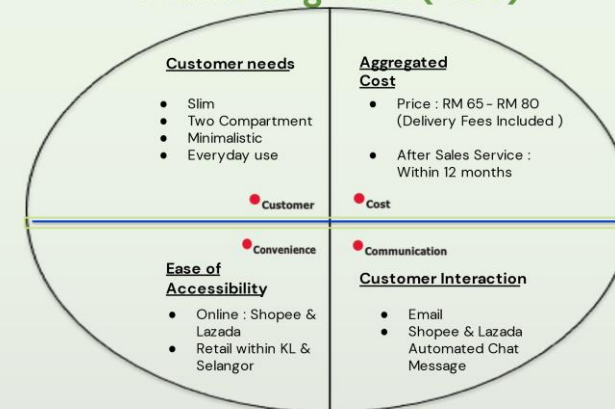 Customer needs
● Slim
● Two Compartment
● Minimalistic
● Everyday use
Customer
Aggregated
Cost
● Price : RM 65 - RM 80
(Delivery Fees Included )
● After Sales Service :
Within 12 months
Cost
Convenience
Ease of
Accessibility
● Online : Shopee &
Lazada
● Retail within KL &
Selangor
Communication
Customer Interaction
● Email
● Shopee & Lazada
Automated Chat
Message